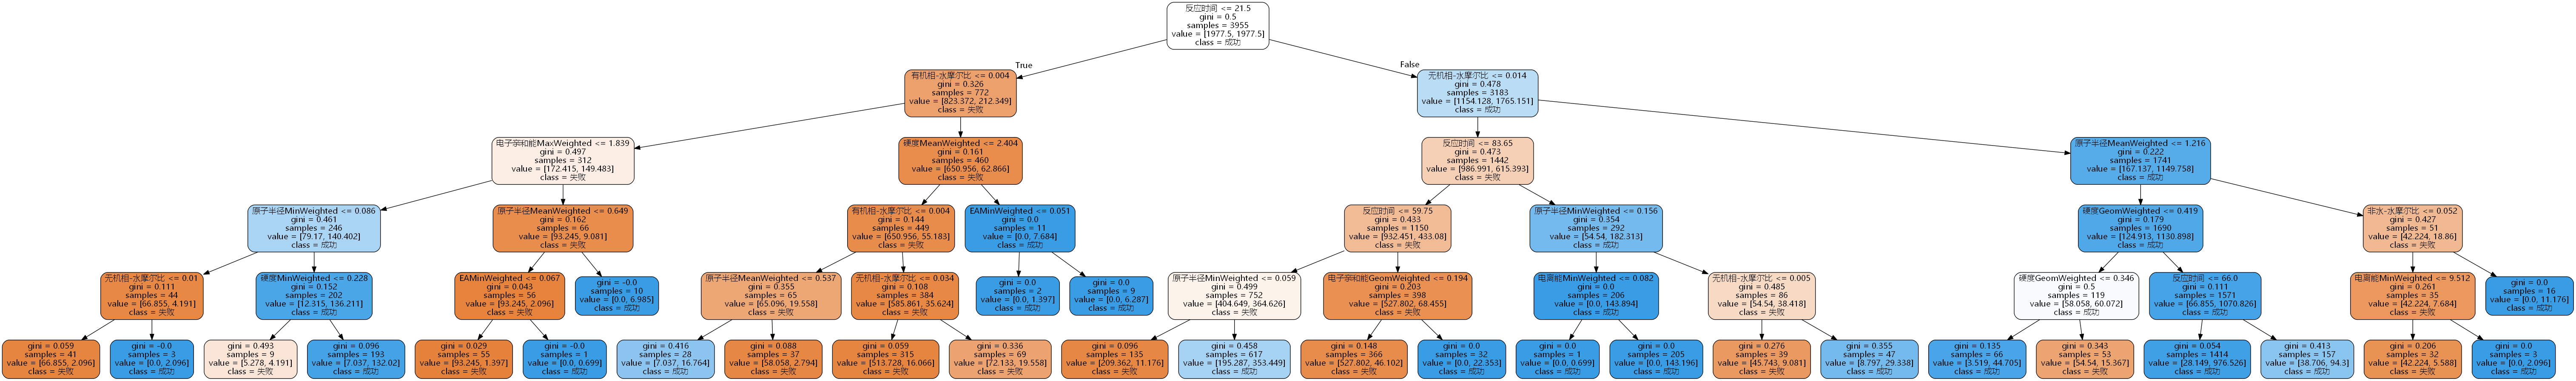 反应时间 <= 21.5
gini = 0.5
samples = 3955
value = [1977.5, 1977.5]
class = 成功
True
False
有机相-水摩尔比 <= 0.004
gini = 0.326
samples = 772
value = [823.372, 212.349]
class = 失败
无机相-水摩尔比 <= 0.014
gini = 0.478
samples = 3183
value = [1154.128, 1765.151]
class = 成功
电子亲和能MaxWeighted <= 1.839
gini = 0.497
samples = 312
value = [172.415, 149.483]
class = 失败
硬度MeanWeighted <= 2.404
gini = 0.161
samples = 460
value = [650.956, 62.866]
class = 失败
反应时间 <= 83.65
gini = 0.473
samples = 1442
value = [986.991, 615.393]
class = 失败
原子半径MeanWeighted <= 1.216
gini = 0.222
samples = 1741
value = [167.137, 1149.758]
class = 成功
原子半径MinWeighted <= 0.086
gini = 0.461
samples = 246
value = [79.17, 140.402]
class = 成功
原子半径MeanWeighted <= 0.649
gini = 0.162
samples = 66
value = [93.245, 9.081]
class = 失败
有机相-水摩尔比 <= 0.004
gini = 0.144
samples = 449
value = [650.956, 55.183]
class = 失败
EAMinWeighted <= 0.051
gini = 0.0
samples = 11
value = [0.0, 7.684]
class = 成功
反应时间 <= 59.75
gini = 0.433
samples = 1150
value = [932.451, 433.08]
class = 失败
原子半径MinWeighted <= 0.156
gini = 0.354
samples = 292
value = [54.54, 182.313]
class = 成功
硬度GeomWeighted <= 0.419
gini = 0.179
samples = 1690
value = [124.913, 1130.898]
class = 成功
非水-水摩尔比 <= 0.052
gini = 0.427
samples = 51
value = [42.224, 18.86]
class = 失败
无机相-水摩尔比 <= 0.01
gini = 0.111
samples = 44
value = [66.855, 4.191]
class = 失败
硬度MinWeighted <= 0.228
gini = 0.152
samples = 202
value = [12.315, 136.211]
class = 成功
EAMinWeighted <= 0.067
gini = 0.043
samples = 56
value = [93.245, 2.096]
class = 失败
gini = -0.0
samples = 10
value = [0.0, 6.985]
class = 成功
原子半径MeanWeighted <= 0.537
gini = 0.355
samples = 65
value = [65.096, 19.558]
class = 失败
无机相-水摩尔比 <= 0.034
gini = 0.108
samples = 384
value = [585.861, 35.624]
class = 失败
gini = 0.0
samples = 2
value = [0.0, 1.397]
class = 成功
gini = 0.0
samples = 9
value = [0.0, 6.287]
class = 成功
原子半径MinWeighted <= 0.059
gini = 0.499
samples = 752
value = [404.649, 364.626]
class = 失败
电子亲和能GeomWeighted <= 0.194
gini = 0.203
samples = 398
value = [527.802, 68.455]
class = 失败
电离能MinWeighted <= 0.082
gini = 0.0
samples = 206
value = [0.0, 143.894]
class = 成功
无机相-水摩尔比 <= 0.005
gini = 0.485
samples = 86
value = [54.54, 38.418]
class = 失败
硬度GeomWeighted <= 0.346
gini = 0.5
samples = 119
value = [58.058, 60.072]
class = 成功
反应时间 <= 66.0
gini = 0.111
samples = 1571
value = [66.855, 1070.826]
class = 成功
电离能MinWeighted <= 9.512
gini = 0.261
samples = 35
value = [42.224, 7.684]
class = 失败
gini = 0.0
samples = 16
value = [0.0, 11.176]
class = 成功
gini = 0.059
samples = 41
value = [66.855, 2.096]
class = 失败
gini = -0.0
samples = 3
value = [0.0, 2.096]
class = 成功
gini = 0.493
samples = 9
value = [5.278, 4.191]
class = 失败
gini = 0.096
samples = 193
value = [7.037, 132.02]
class = 成功
gini = 0.029
samples = 55
value = [93.245, 1.397]
class = 失败
gini = -0.0
samples = 1
value = [0.0, 0.699]
class = 成功
gini = 0.416
samples = 28
value = [7.037, 16.764]
class = 成功
gini = 0.088
samples = 37
value = [58.058, 2.794]
class = 失败
gini = 0.059
samples = 315
value = [513.728, 16.066]
class = 失败
gini = 0.336
samples = 69
value = [72.133, 19.558]
class = 失败
gini = 0.096
samples = 135
value = [209.362, 11.176]
class = 失败
gini = 0.458
samples = 617
value = [195.287, 353.449]
class = 成功
gini = 0.148
samples = 366
value = [527.802, 46.102]
class = 失败
gini = 0.0
samples = 32
value = [0.0, 22.353]
class = 成功
gini = 0.0
samples = 1
value = [0.0, 0.699]
class = 成功
gini = 0.0
samples = 205
value = [0.0, 143.196]
class = 成功
gini = 0.276
samples = 39
value = [45.743, 9.081]
class = 失败
gini = 0.355
samples = 47
value = [8.797, 29.338]
class = 成功
gini = 0.135
samples = 66
value = [3.519, 44.705]
class = 成功
gini = 0.343
samples = 53
value = [54.54, 15.367]
class = 失败
gini = 0.054
samples = 1414
value = [28.149, 976.526]
class = 成功
gini = 0.413
samples = 157
value = [38.706, 94.3]
class = 成功
gini = 0.206
samples = 32
value = [42.224, 5.588]
class = 失败
gini = 0.0
samples = 3
value = [0.0, 2.096]
class = 成功